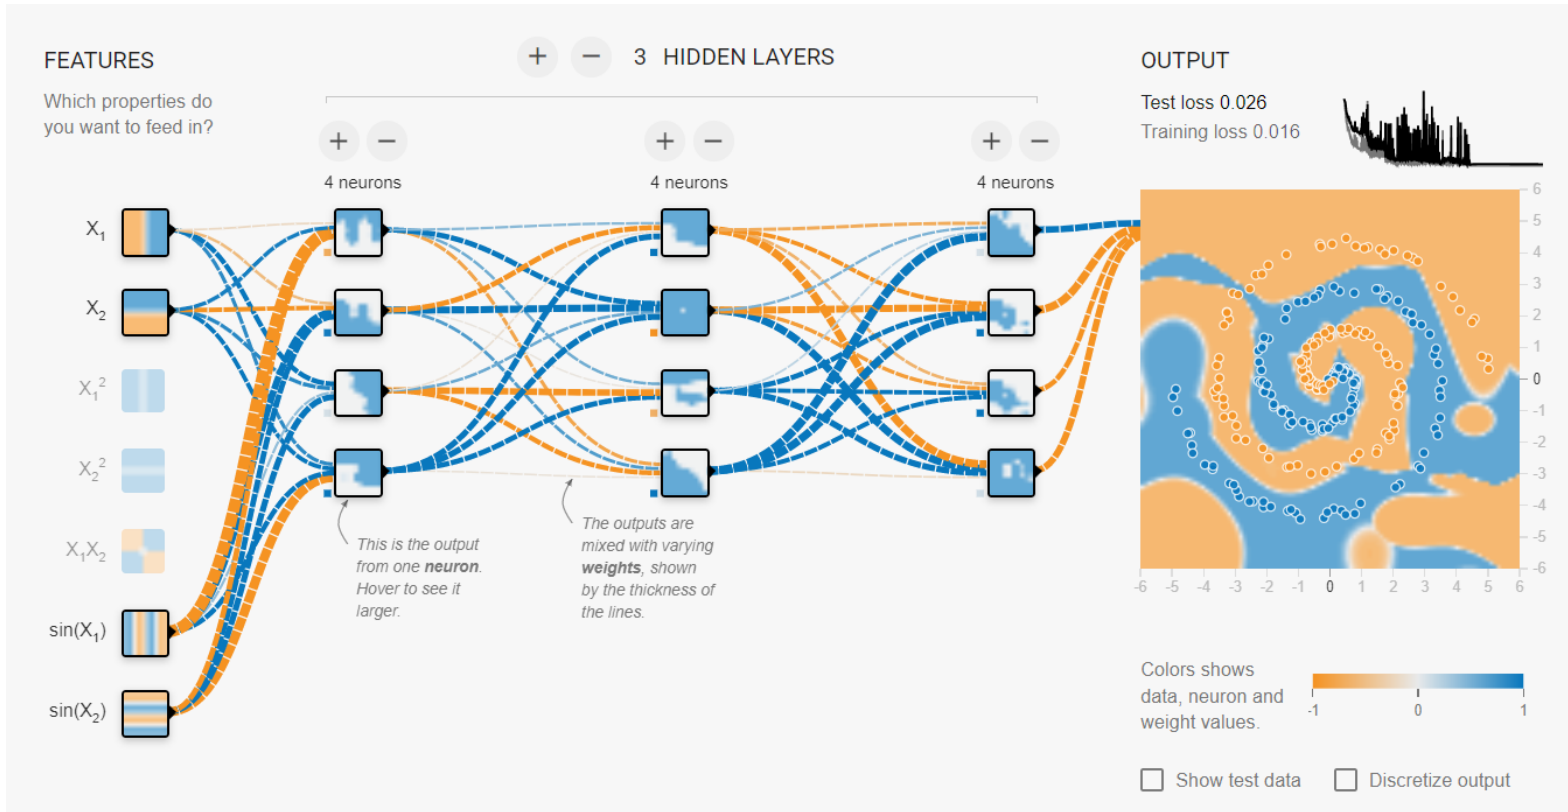 FEATURES
Which properties do
you want to feed in?
+ − 3 HIDDEN LAYERS
+ −
4 neurons
+ −
4 neurons
+ −
4 neurons
X₁
X₂
X₁²
X₂²
X₁X₂
sin(X₁)
sin(X₂)
This is the output
from one neuron.
Hover to see it
larger.
The outputs are
mixed with varying
weights, shown
by the thickness of
the lines.
OUTPUT
Test loss 0.026
Training loss 0.016
6
5
4
3
2
1
0
-1
-2
-3
-4
-5
-6
-6 -5 -4 -3 -2 -1 0 1 2 3 4 5 6
Colors shows
data, neuron and
weight values.
-1 0 1
Show test data
Discretize output